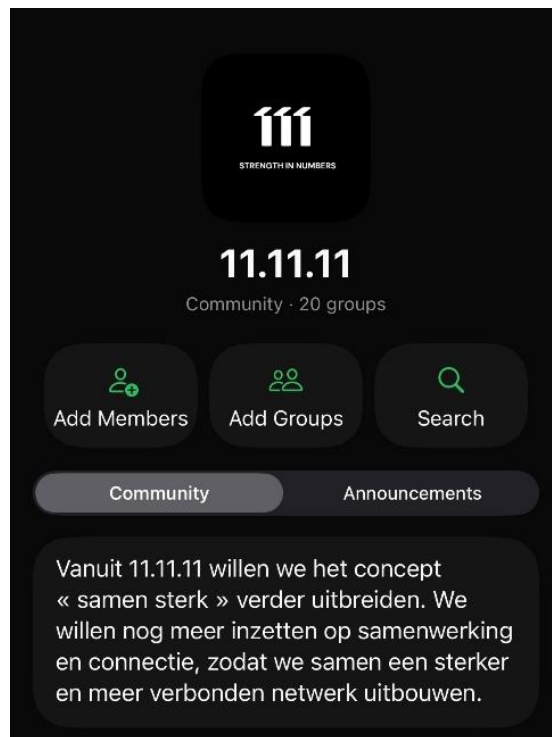 111
STRENGTH IN NUMBERS
11.11.11
Community · 20 groups
Add Members
Add Groups
Search
Community
Announcements
Vanuit 11.11.11 willen we het concept
« samen sterk » verder uitbreiden. We
willen nog meer inzetten op samenwerking
en connectie, zodat we samen een sterker
en meer verbonden netwerk uitbouwen.